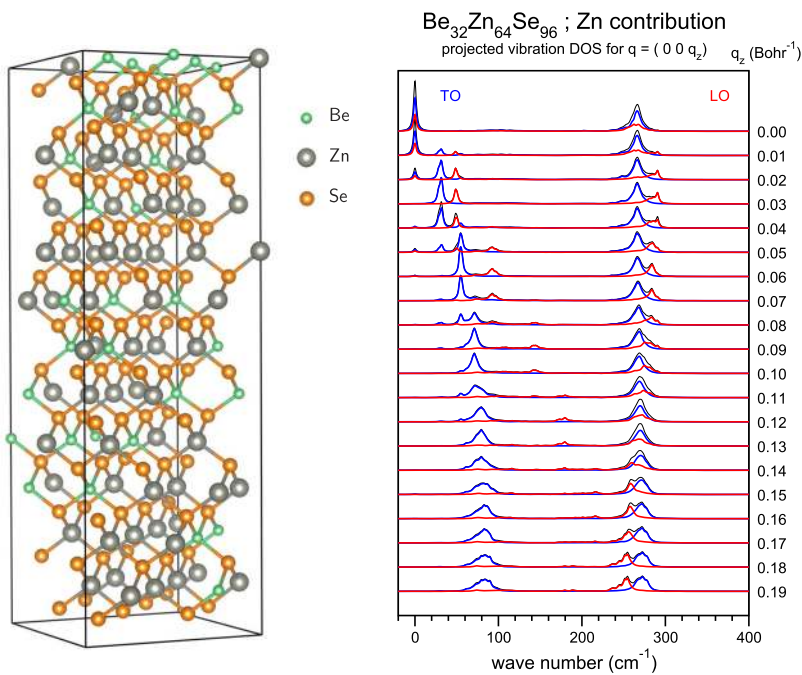 Be
Zn
Se
Be32Zn64Se96 ; Zn contribution
projected vibration DOS for q = ( 0 0 qz)
qz (Bohr-1)
TO
LO
0.00
0.01
0.02
0.03
0.04
0.05
0.06
0.07
0.08
0.09
0.10
0.11
0.12
0.13
0.14
0.15
0.16
0.17
0.18
0.19
0 100 200 300 400
wave number (cm-1)